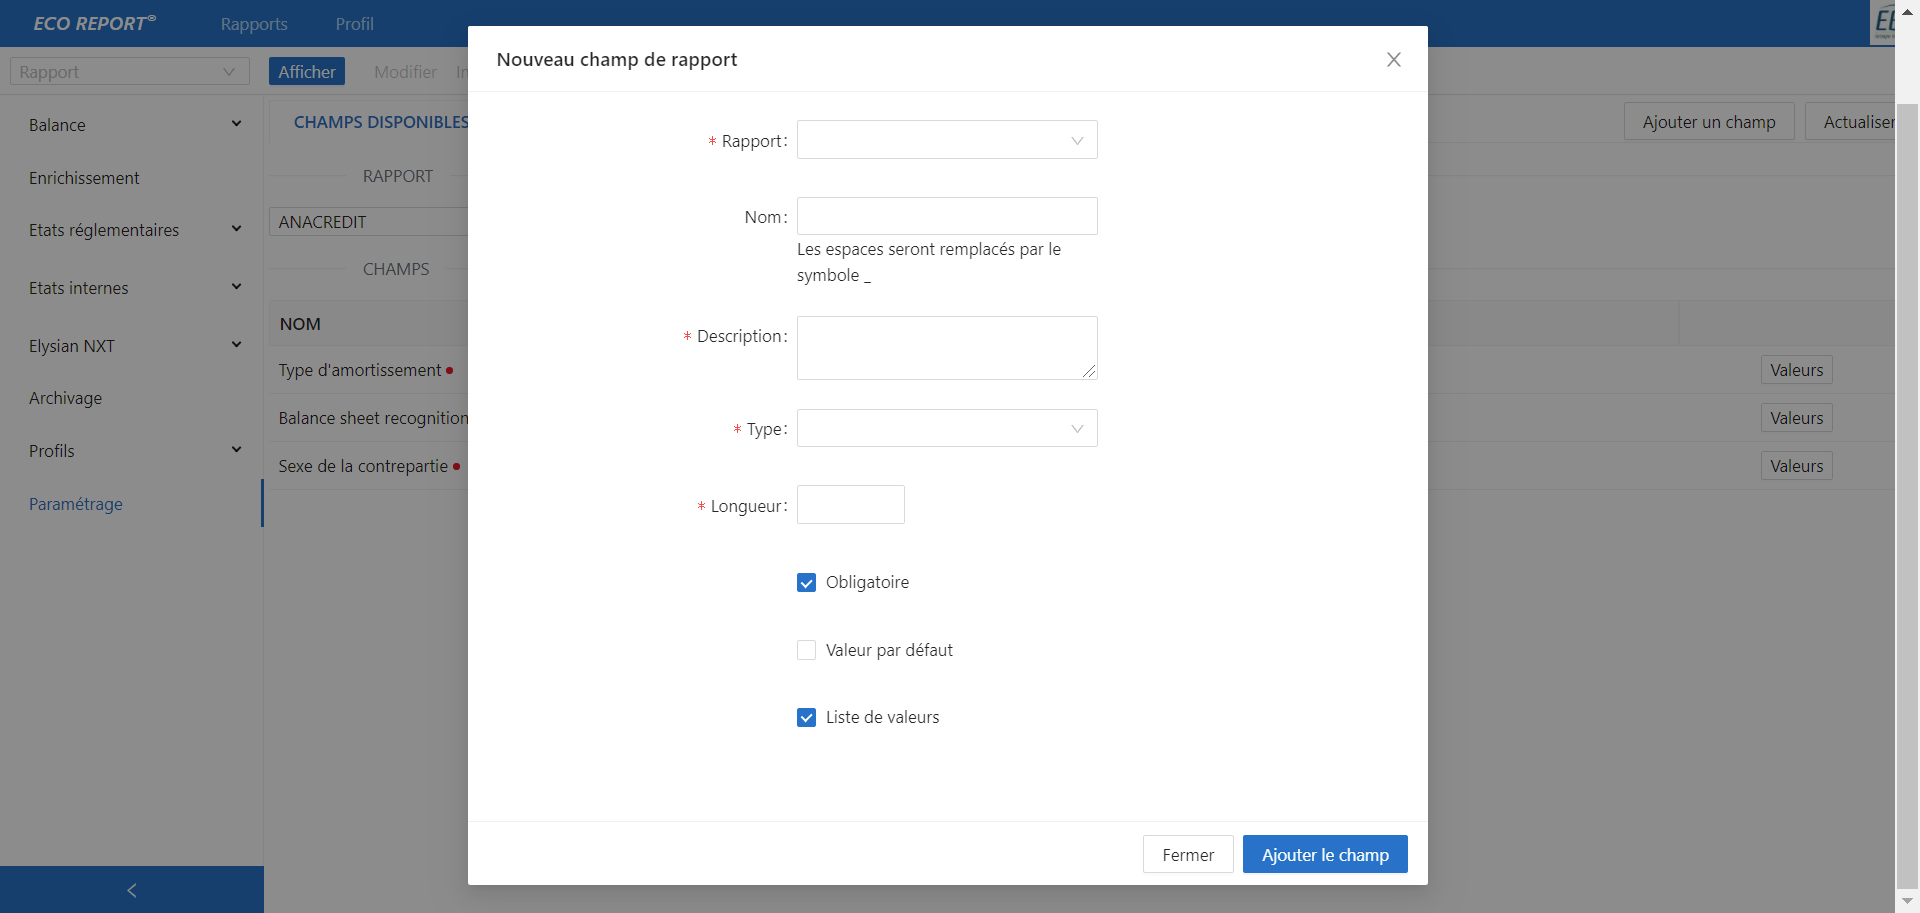 ECO REPORT®
Rapports
Profil
Rapport
Afficher
Modifier
Balance
Enrichissement
Etats réglementaires
Etats internes
Elysian NXT
Archivage
Profils
Paramétrage
CHAMPS DISPONIBLES
Ajouter un champ
Actualiser
RAPPORT
ANACREDIT
CHAMPS
NOM
Type d'amortissement
Valeurs
Balance sheet recognition
Valeurs
Sexe de la contrepartie
Valeurs
Nouveau champ de rapport
* Rapport:
Nom:
Les espaces seront remplacés par le
symbole _
* Description:
* Type:
* Longueur:
Obligatoire
Valeur par défaut
Liste de valeurs
Fermer
Ajouter le champ